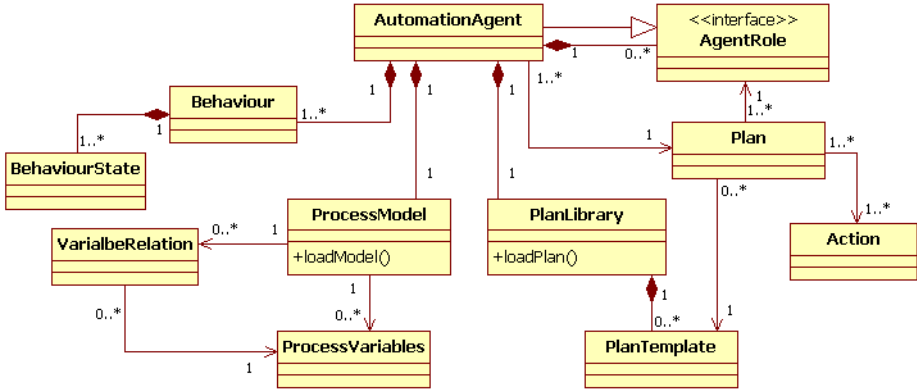 AutomationAgent
<<interface>>
AgentRole
1
0..*
1
1
1
1..*
1
1..*
Behaviour
1..*
1
1..*
BehaviourState
1
Plan
1..*
0..*
1
1
ProcessModel
+loadModel()
PlanLibrary
+loadPlan()
0..*
1
VarialbeRelation
1..*
Action
1
0..*
1
0..*
0..*
1
1
ProcessVariables
PlanTemplate